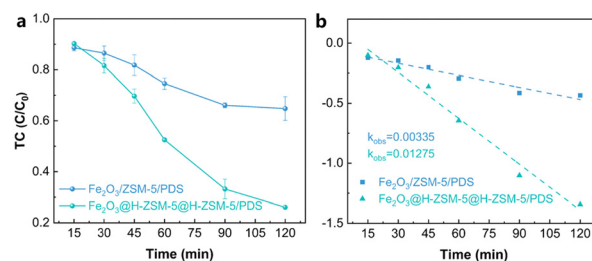 a
TC (C/C₀)
1.0
0.8
0.6
0.4
0.2
Fe₂O₃/ZSM-5/PDS
Fe₂O₃@H-ZSM-5@H-ZSM-5/PDS
15 30 45 60 75 90 105 120
Time (min)
b
0.0
-0.5
-1.0
-1.5
kobs=0.00335
kobs=0.01275
Fe₂O₃/ZSM-5/PDS
Fe₂O₃@H-ZSM-5@H-ZSM-5/PDS
15 30 45 60 75 90 105 120
Time (min)